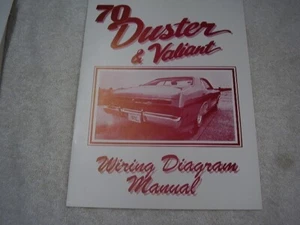 70 Duster
& Valiant
Wiring Diagram
Manual